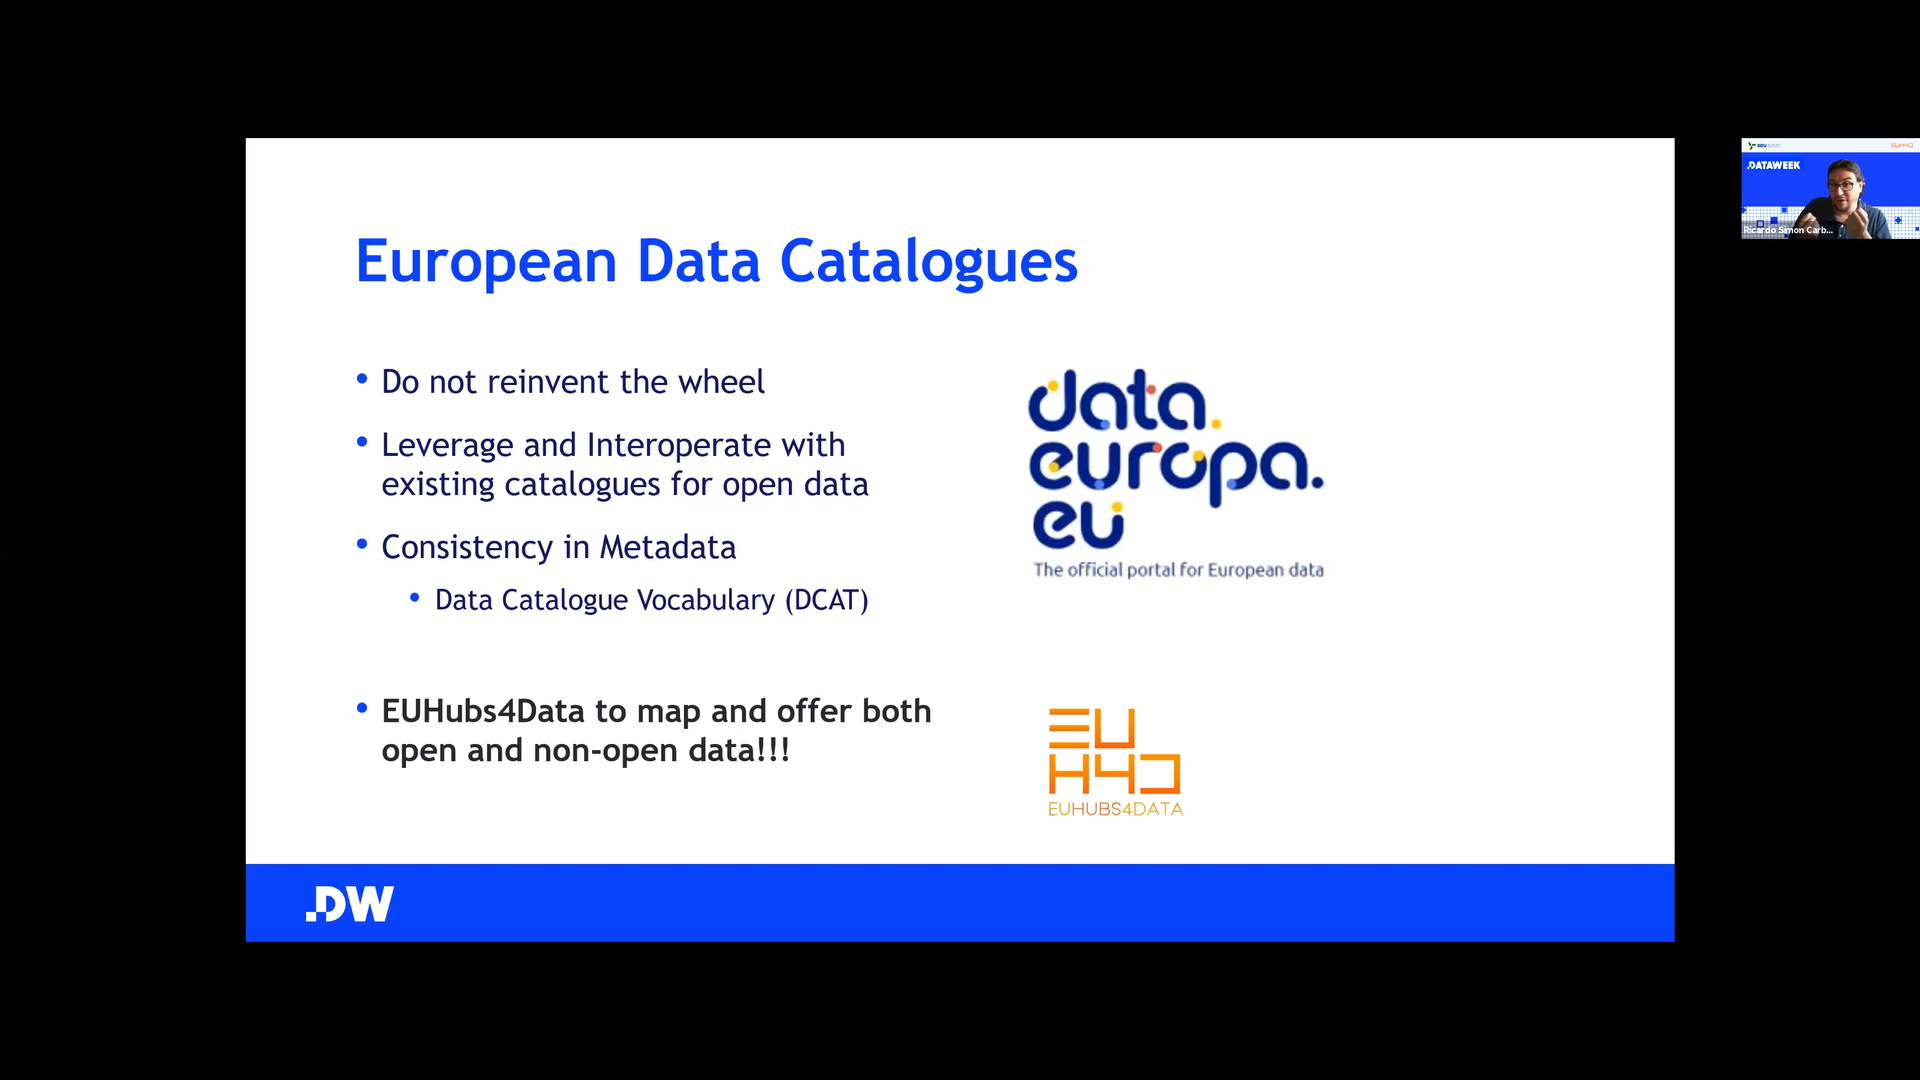 European Data Catalogues
• Do not reinvent the wheel
• Leverage and Interoperate with
existing catalogues for open data
• Consistency in Metadata
• Data Catalogue Vocabulary (DCAT)
• EUHubs4Data to map and offer both
open and non-open data!!!
data.
europa.
eu
The official portal for European data
EU
H4D
EUHUBS4DATA
.DW
BDV
EUH4D
.DATAWEEK
Ricardo Simon Carb...